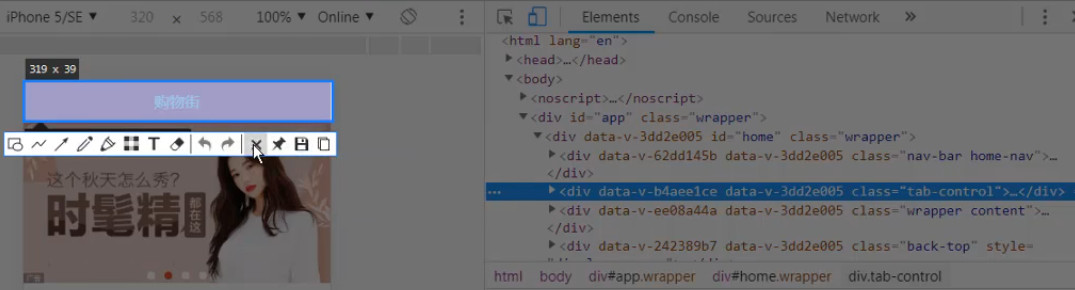 iPhone 5/SE ▼ 320 × 568 100% ▼ Online ▼
Elements Console Sources Network »
<html lang="en">
<head>…</head>
<body>
<noscript>…</noscript>
<div id="app" class="wrapper">
<div data-v-3dd2e005 id="home" class="wrapper">
<div data-v-62dd145b data-v-3dd2e005 class="nav-bar home-nav">…
</div>
<div data-v-b4aee1ce data-v-3dd2e005 class="tab-control">…</div>
<div data-v-ee08a44a data-v-3dd2e005 class="wrapper content">…
</div>
<div data-v-242389b7 data-v-3dd2e005 class="back-top" style=
html body div#app.wrapper div#home.wrapper div.tab-control
319 x 39
购物街
T
这个秋天怎么秀?
时髦精
都在这
广告